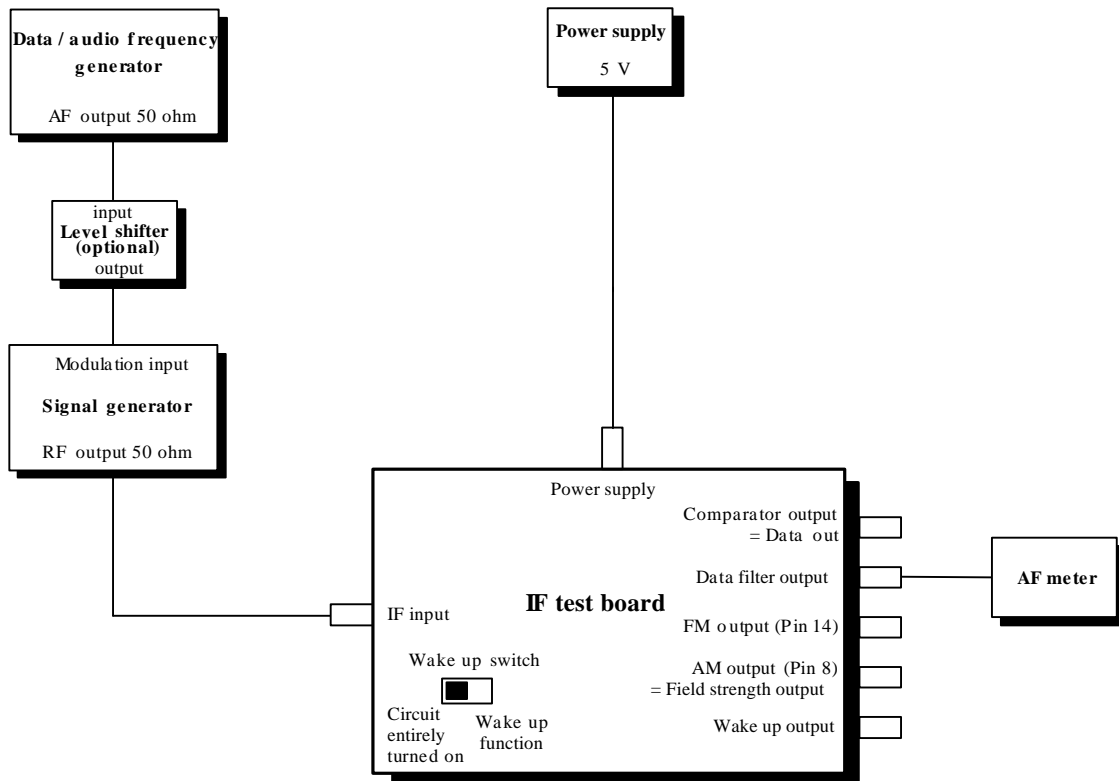 Data / audio frequency
generator
AF output 50 ohm
Power supply
5 V
input
Level shifter
(optional)
output
Modulation input
Signal generator
RF output 50 ohm
Power supply
Comparator output
= Data out
Data filter output
AF meter
IF test board
IF input
FM output (Pin 14)
Wake up switch
AM output (Pin 8)
= Field strength output
Circuit
entirely
turned on
Wake up
function
Wake up output